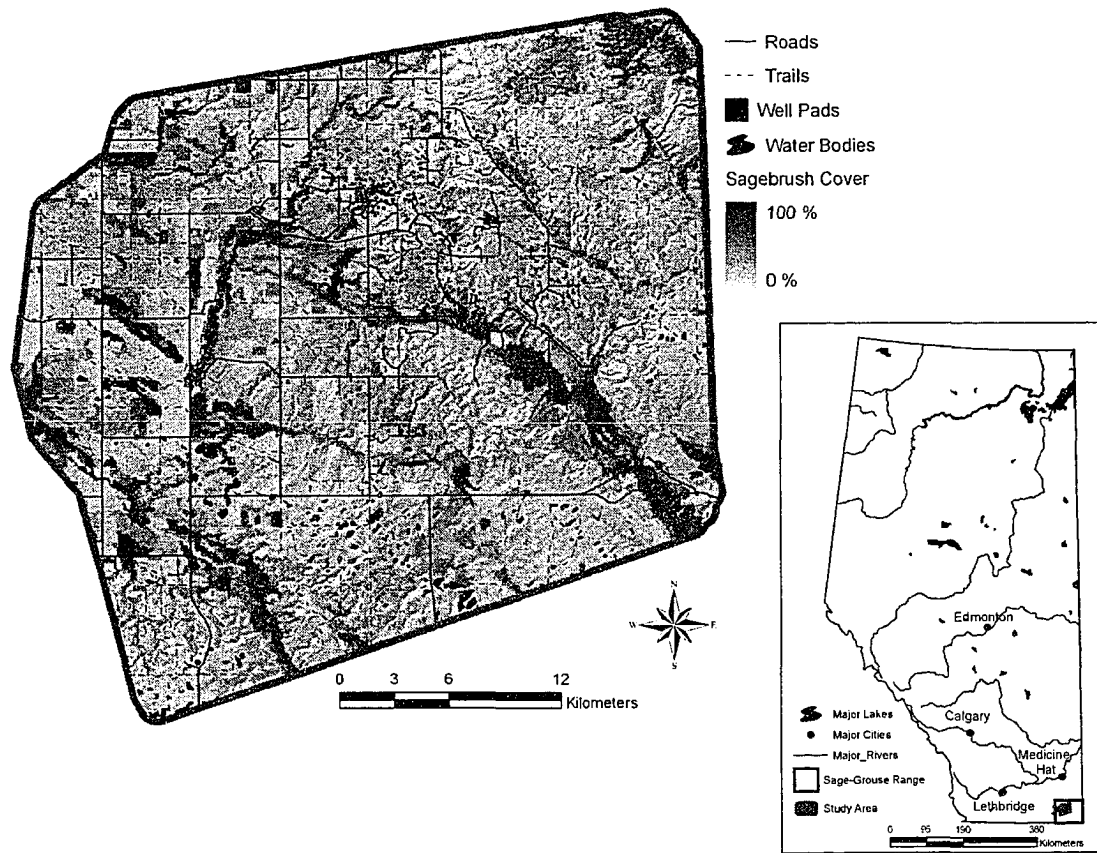 Roads
Trails
Well Pads
Water Bodies
Sagebrush Cover
100 %
0 %
N
W E
S
0 3 6 12
Kilometers
Edmonton
Calgary
Medicine
Hat
Lethbridge
Major Lakes
Major Cities
Major_Rivers
Sage-Grouse Range
Study Area
0 95 190 380
Kilometers